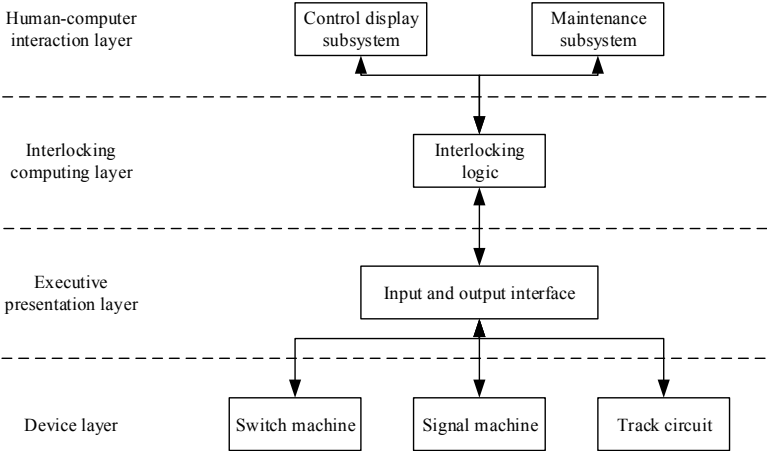 Human-computer
interaction layer
Control display
subsystem
Maintenance
subsystem
Interlocking
computing layer
Interlocking
logic
Executive
presentation layer
Input and output interface
Device layer
Switch machine
Signal machine
Track circuit